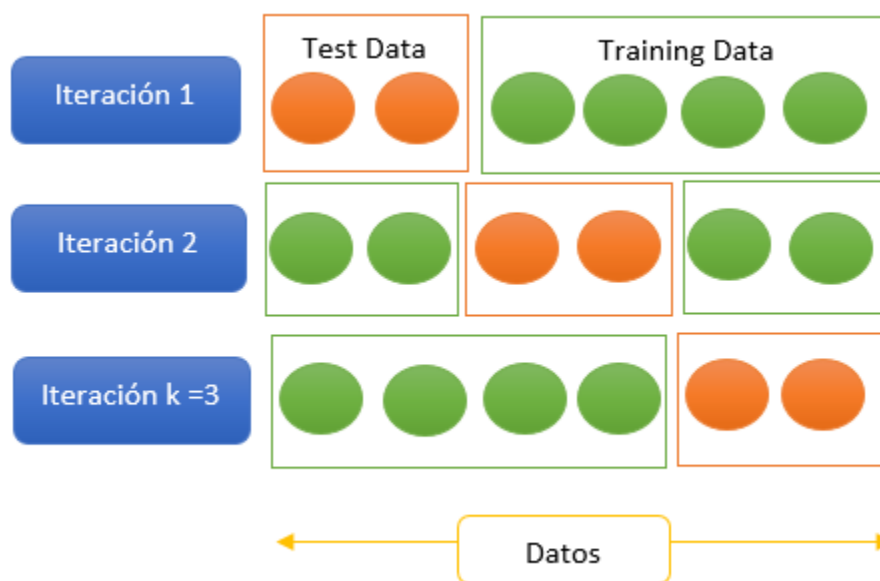 Test Data
Training Data
Iteración 1
Iteración 2
Iteración k =3
Datos